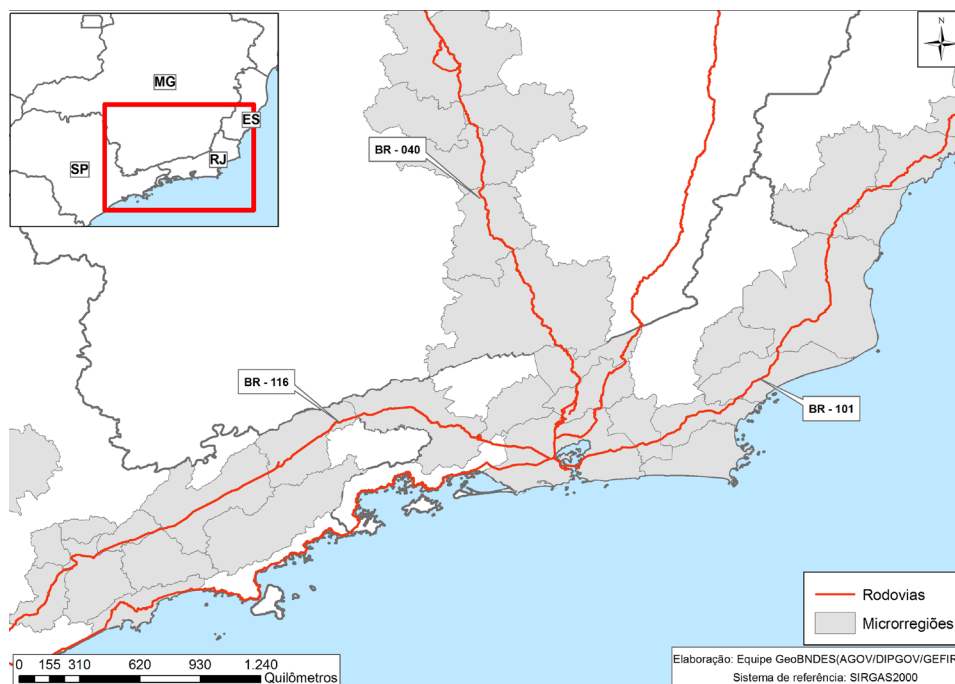 N
MG
ES
RJ
SP
BR - 040
BR - 116
BR - 101
Rodovias
Microrregiões
0 155 310 620 930 1.240
Quilômetros
Elaboração: Equipe GeoBNDES(AGOV/DIPGOV/GEFIR
Sistema de referência: SIRGAS2000